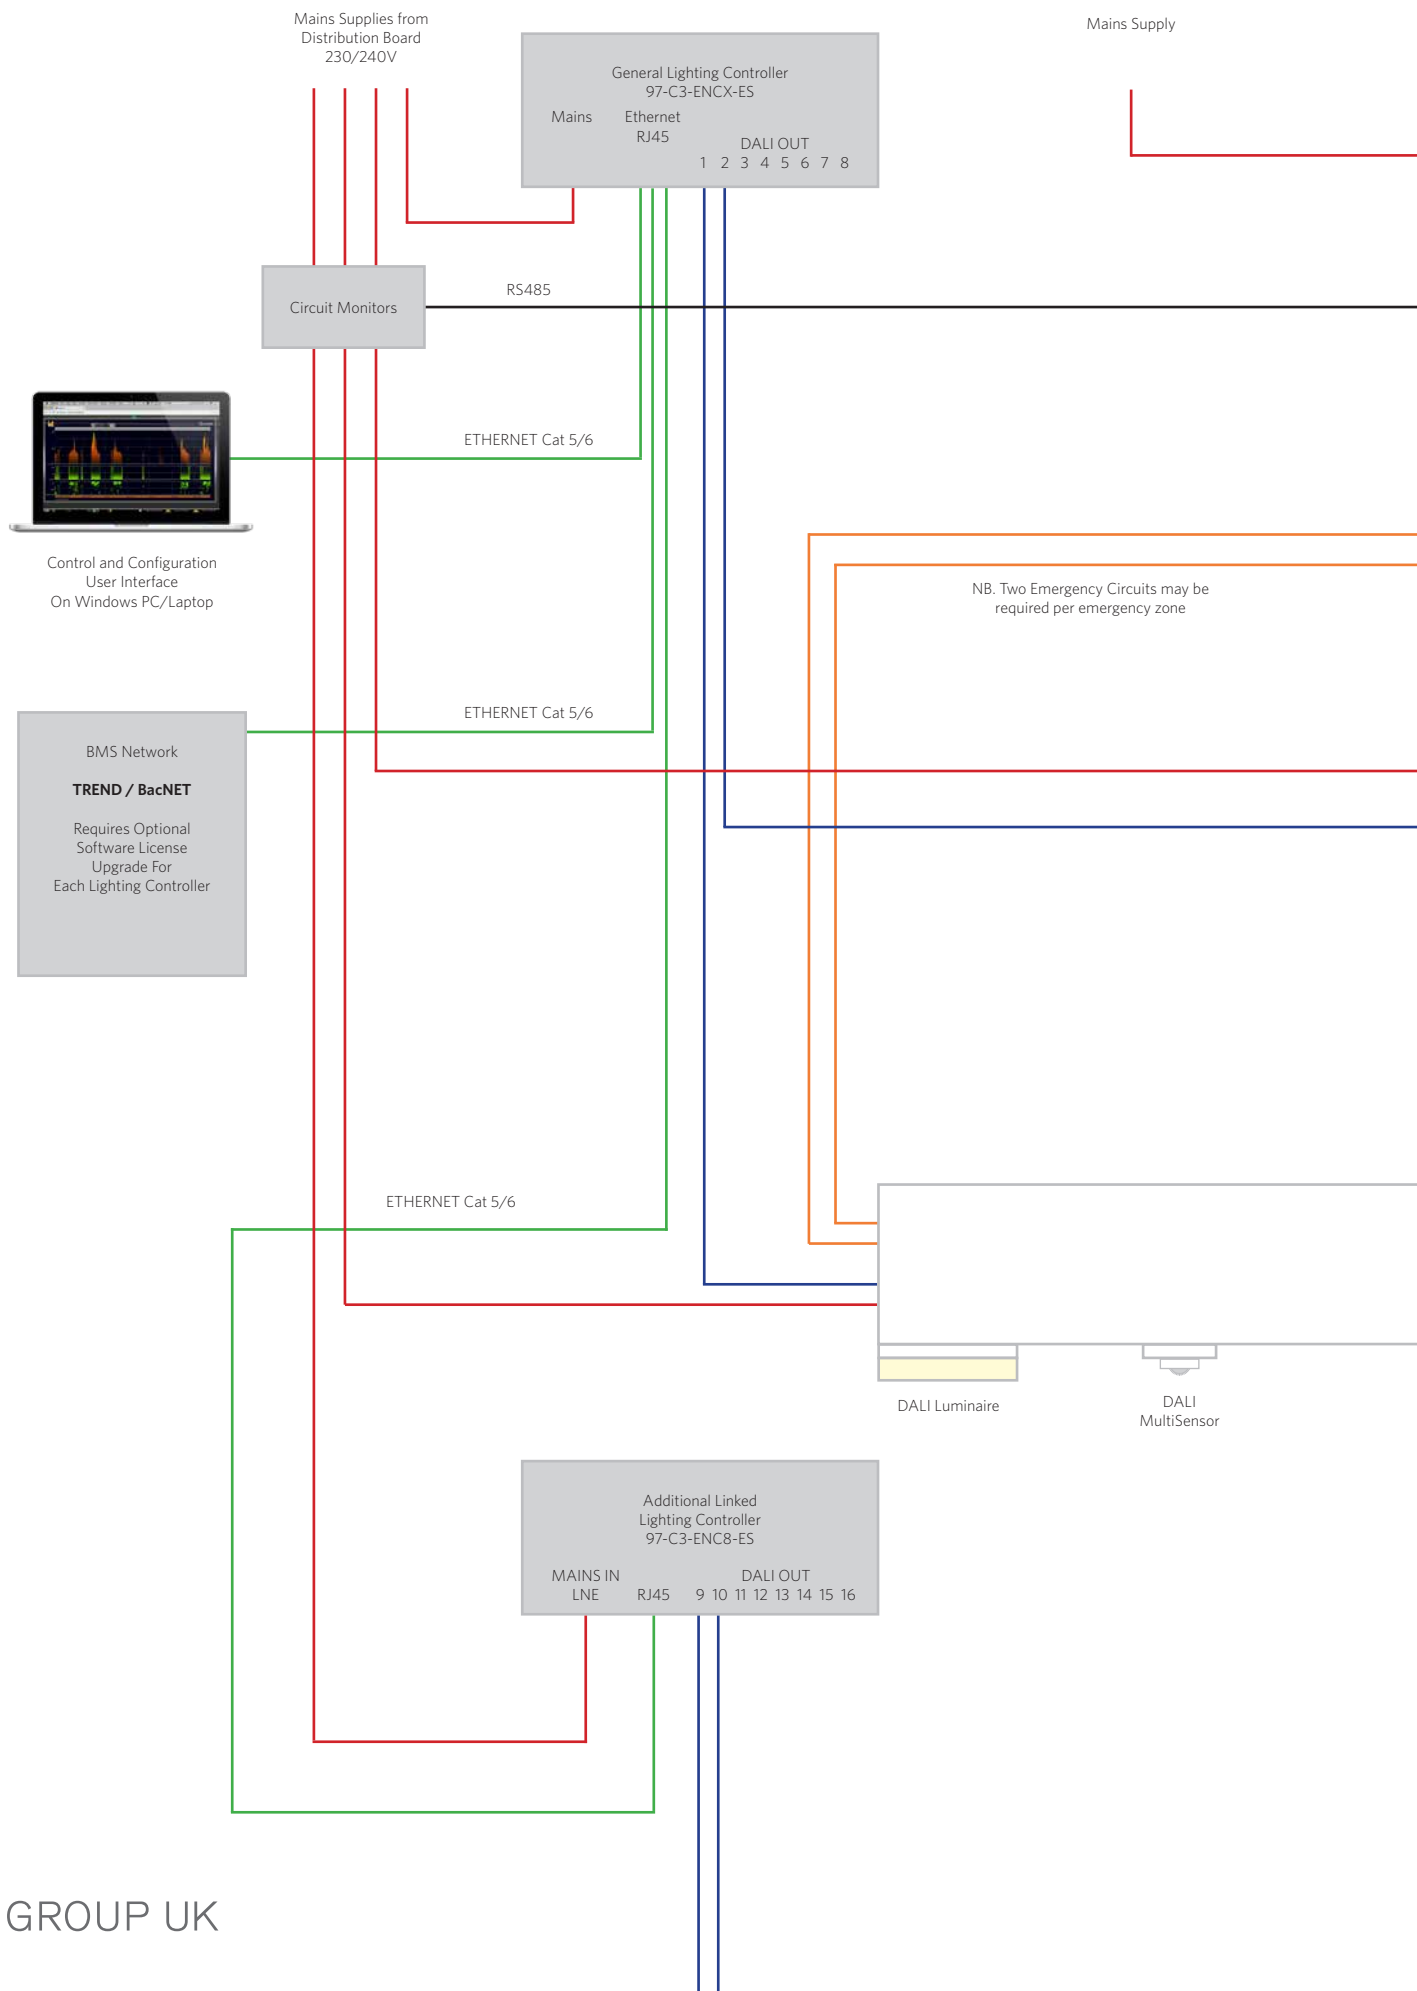 Mains Supplies from
Distribution Board
230/240V
Mains Supply
General Lighting Controller
97-C3-ENCX-ES
Mains
Ethernet
RJ45
DALI OUT
1 2 3 4 5 6 7 8
Circuit Monitors
RS485
ETHERNET Cat 5/6
Control and Configuration
User Interface
On Windows PC/Laptop
NB. Two Emergency Circuits may be
required per emergency zone
ETHERNET Cat 5/6
BMS Network
TREND / BacNET
Requires Optional
Software License
Upgrade For
Each Lighting Controller
ETHERNET Cat 5/6
DALI Luminaire
DALI
MultiSensor
Additional Linked
Lighting Controller
97-C3-ENC8-ES
MAINS IN
LNE
RJ45
DALI OUT
9 10 11 12 13 14 15 16
GROUP UK